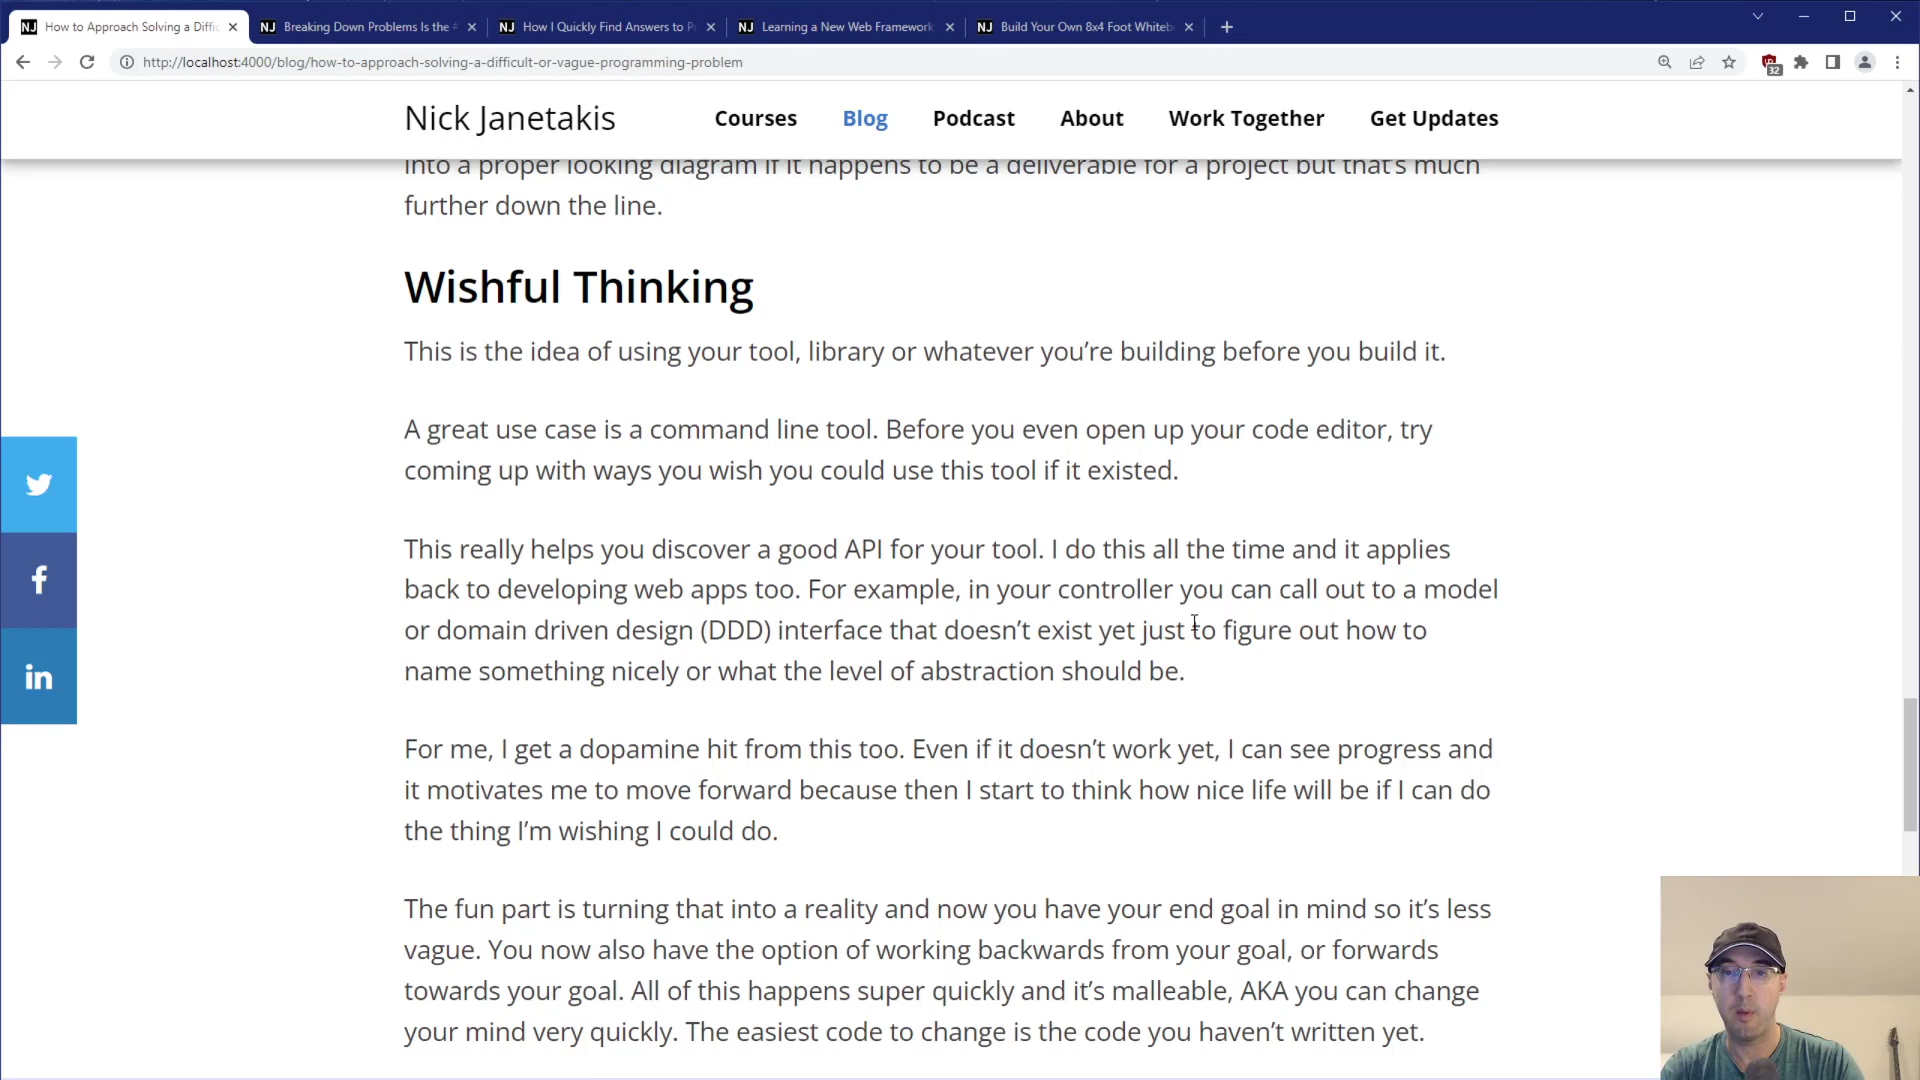 NJ How to Approach Solving a Diffic
NJ Breaking Down Problems Is the #
NJ How I Quickly Find Answers to Pr
NJ Learning a New Web Framework
NJ Build Your Own 8x4 Foot Whiteb
http://localhost:4000/blog/how-to-approach-solving-a-difficult-or-vague-programming-problem
32
Nick Janetakis
Courses
Blog
Podcast
About
Work Together
Get Updates
into a proper looking diagram if it happens to be a deliverable for a project but that's much
further down the line.
Wishful Thinking
This is the idea of using your tool, library or whatever you're building before you build it.
A great use case is a command line tool. Before you even open up your code editor, try
coming up with ways you wish you could use this tool if it existed.
This really helps you discover a good API for your tool. I do this all the time and it applies
back to developing web apps too. For example, in your controller you can call out to a model
or domain driven design (DDD) interface that doesn't exist yet just to figure out how to
name something nicely or what the level of abstraction should be.
For me, I get a dopamine hit from this too. Even if it doesn't work yet, I can see progress and
it motivates me to move forward because then I start to think how nice life will be if I can do
the thing I'm wishing I could do.
The fun part is turning that into a reality and now you have your end goal in mind so it's less
vague. You now also have the option of working backwards from your goal, or forwards
towards your goal. All of this happens super quickly and it's malleable, AKA you can change
your mind very quickly. The easiest code to change is the code you haven't written yet.